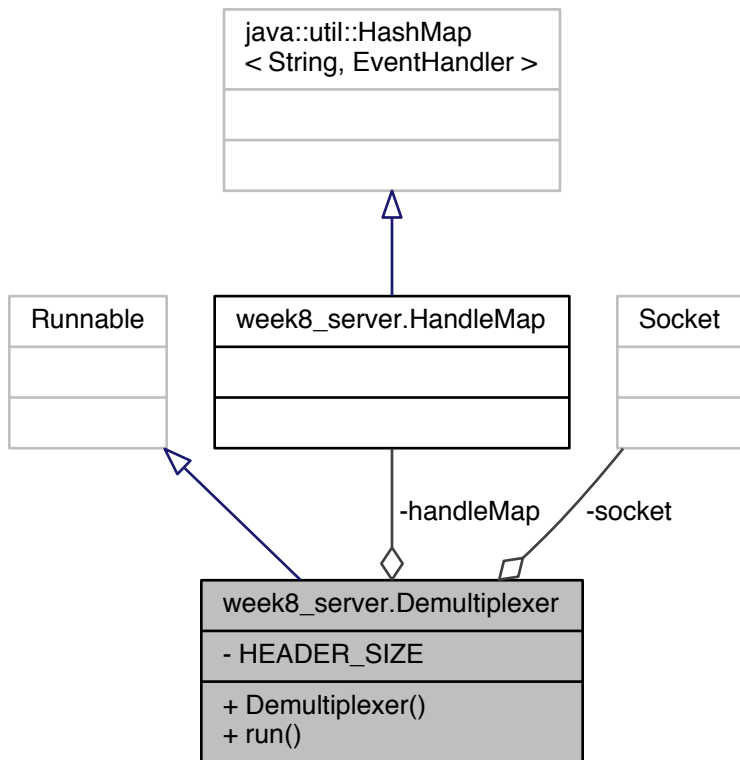 java::util::HashMap
< String, EventHandler >
Runnable
week8_server.HandleMap
Socket
-handleMap
-socket
week8_server.Demultiplexer
- HEADER_SIZE
+ Demultiplexer()
+ run()